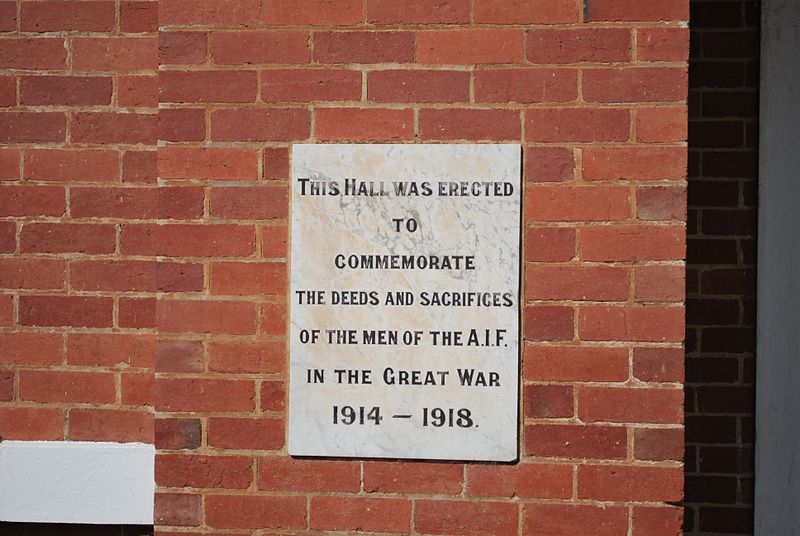 THIS HALL WAS ERECTED
TO
COMMEMORATE
THE DEEDS AND SACRIFICES
OF THE MEN OF THE A.I.F.
IN THE GREAT WAR
1914 – 1918.